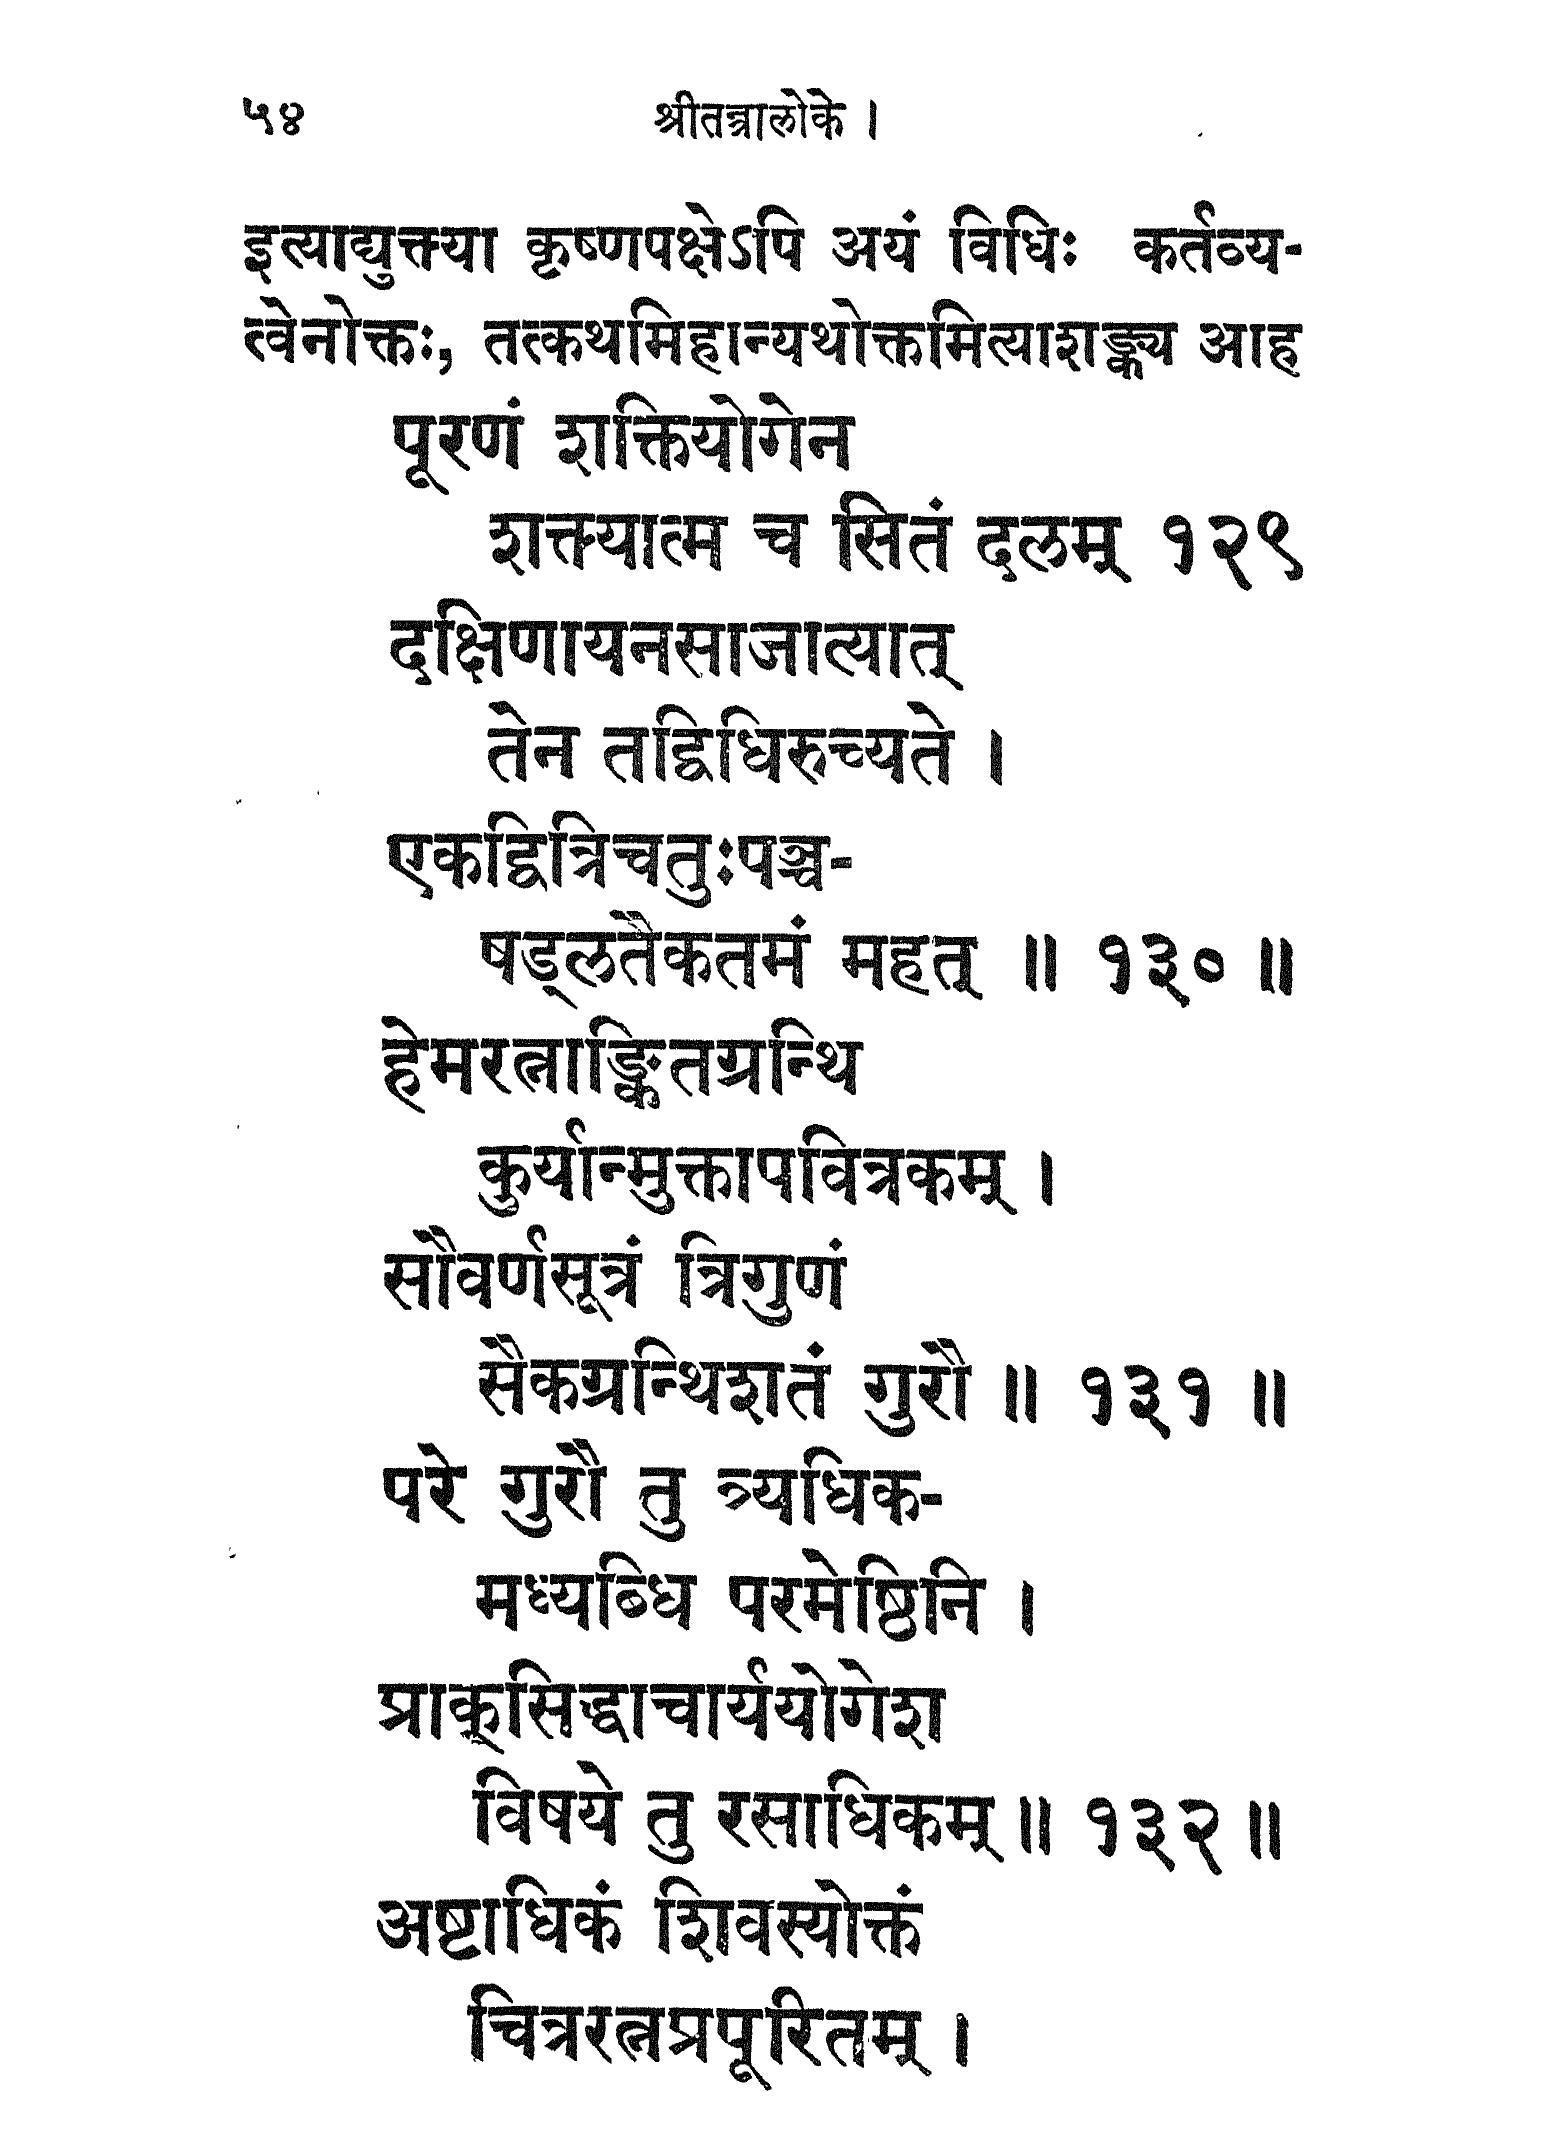 ५४ श्रीतन्त्रालोके ।
इत्याद्युक्त्या कृष्णपक्षेऽपि अयं विधिः कर्तव्य-
त्वेनोक्तः, तत्कथमिहान्यथोक्तमित्याशङ्क्य आह
पूरणं शक्तियोगेन
शक्त्यात्म च सितं दलम् १२९
दक्षिणायनसाजात्यात्
तेन तद्विधिरुच्यते ।
एकद्वित्रिचतुःपञ्च-
षड्लतैकतमं महत् ॥ १३० ॥
हेमरत्नाङ्कितग्रन्थि
कुर्यान्मुक्तापवित्रकम् ।
सौवर्णसूत्रं त्रिगुणं
सैकग्रन्थिशतं गुरौ ॥ १३१ ॥
परे गुरौ तु त्र्यधिक-
मध्यब्धि परमेष्ठिनि ।
प्राक्सिद्धाचार्ययोगेश
विषये तु रसाधिकम् ॥ १३२ ॥
अष्टाधिकं शिवस्योक्तं
चित्ररत्नप्रपूरितम् ।